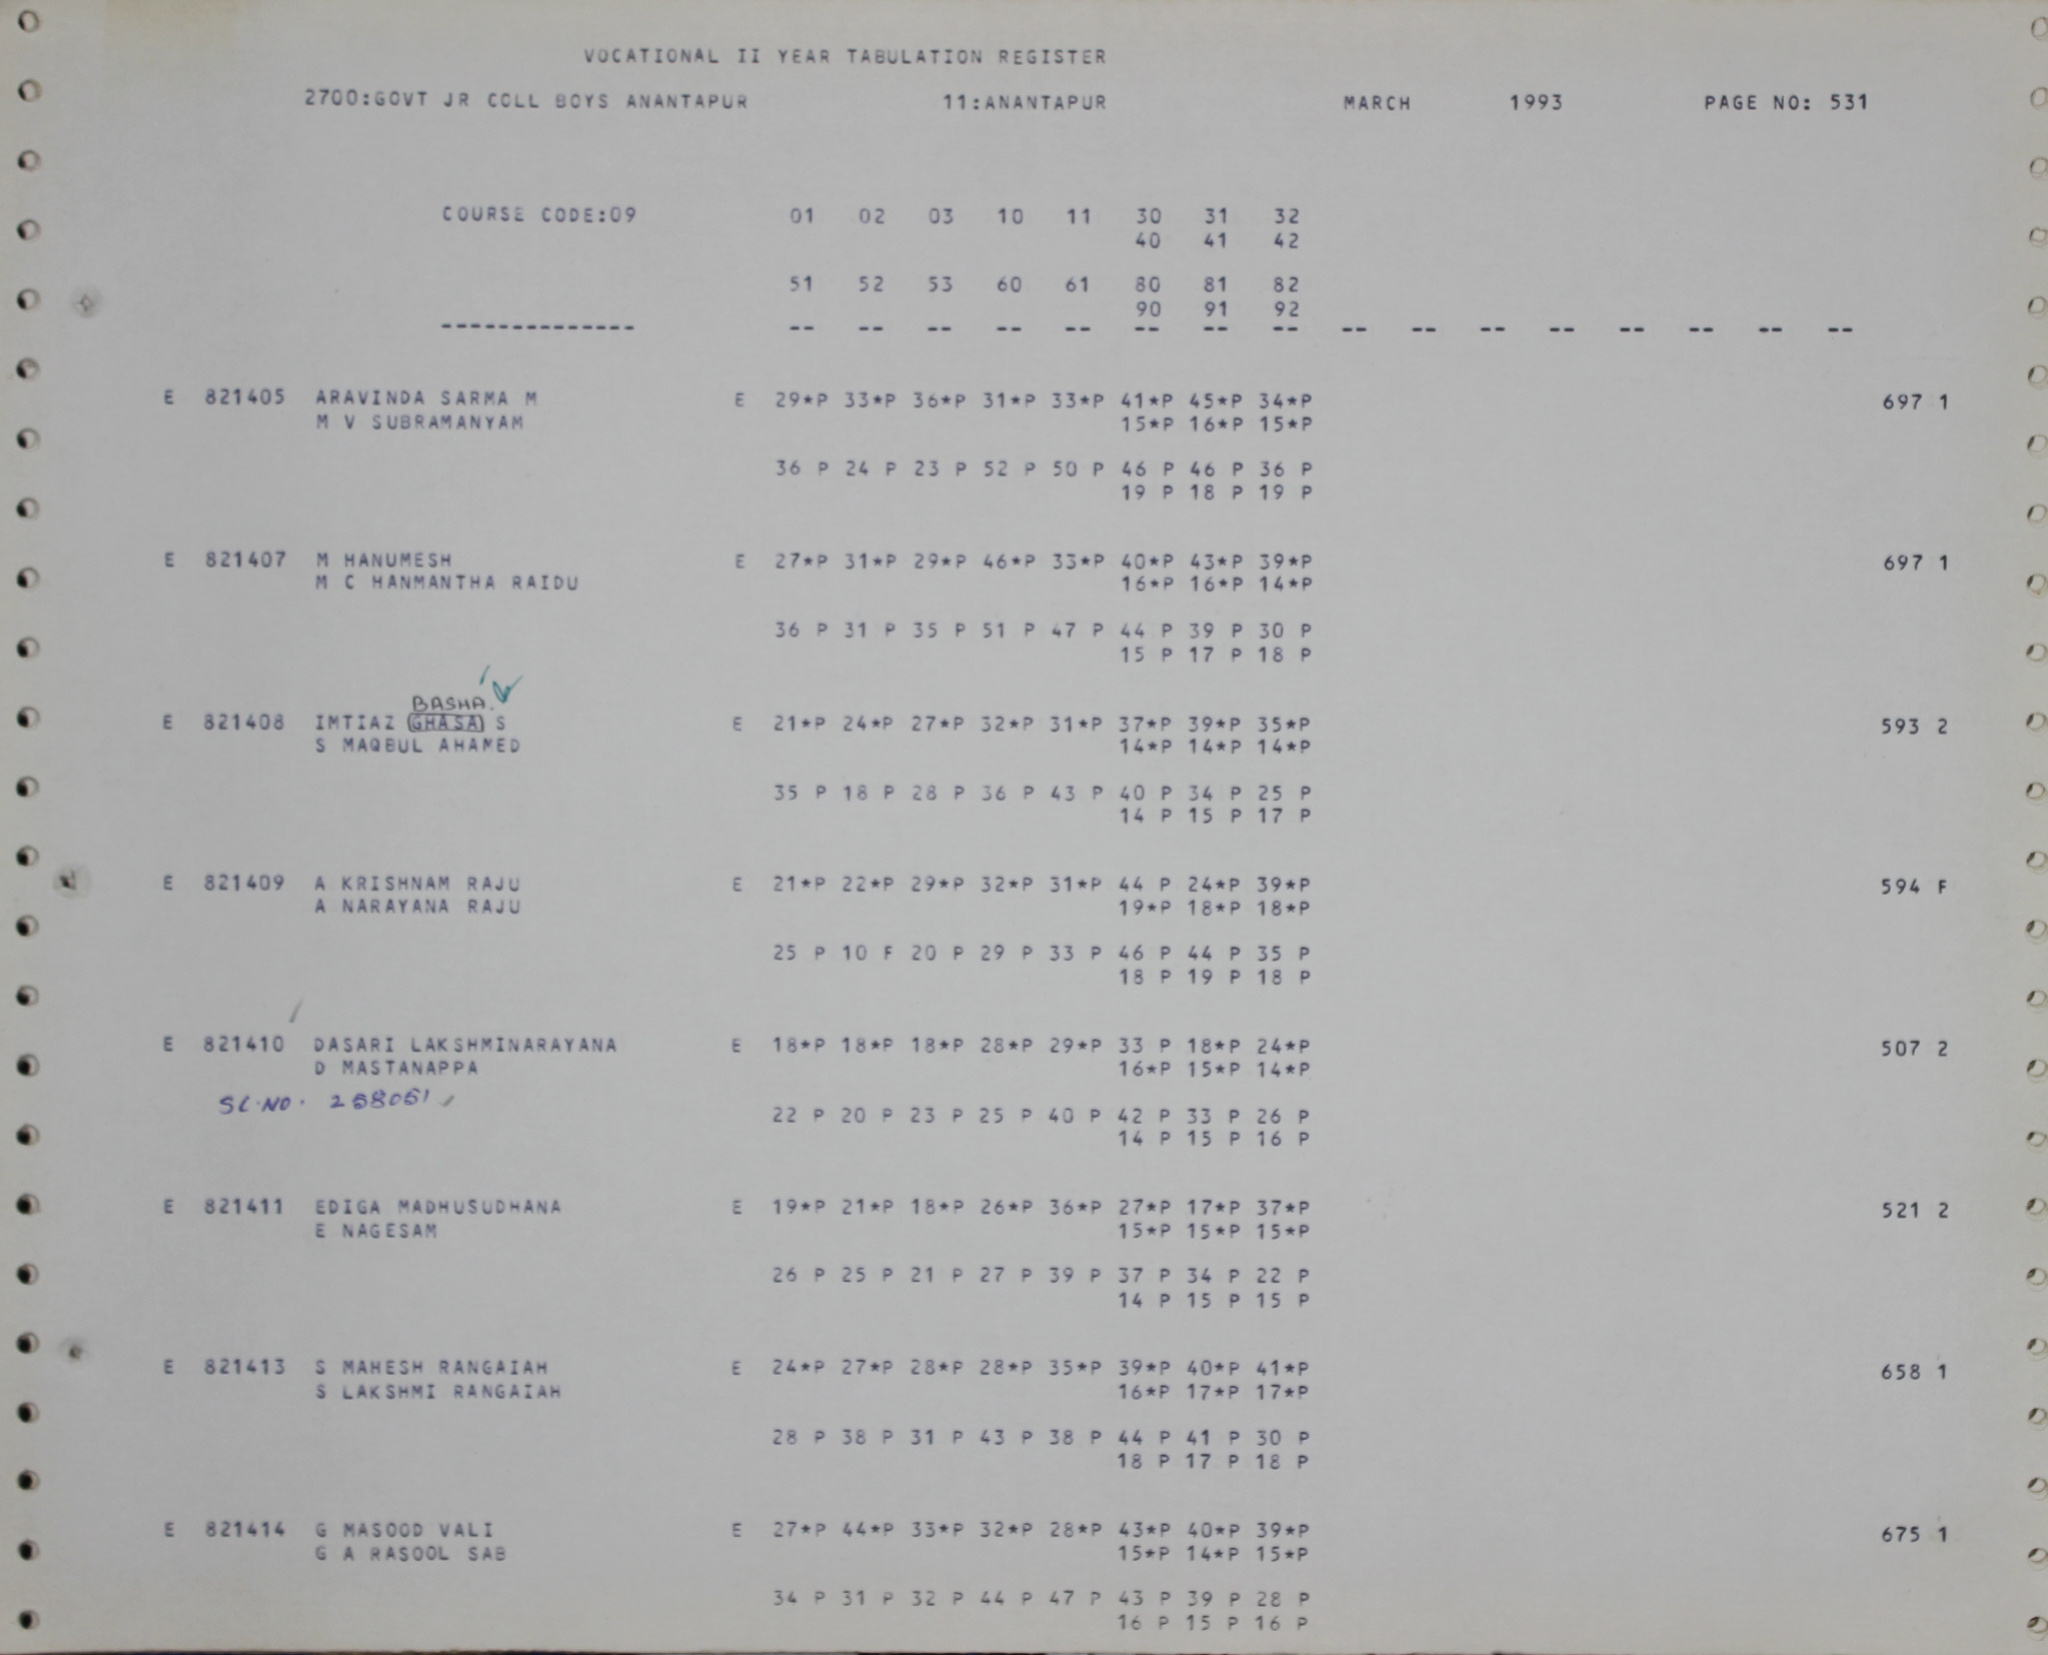 VOCATIONAL II YEAR TABULATION REGISTER
2700:GOVT JR COLL BOYS ANANTAPUR 11:ANANTAPUR MARCH 1993 PAGE NO: 531
COURSE CODE:09 01 02 03 10 11 30 31 32
40 41 42
51 52 53 60 61 80 81 82
90 91 92
-------------- -- -- -- -- -- -- -- -- -- -- -- -- -- -- -- --
E 821405 ARAVINDA SARMA M E 29*P 33*P 36*P 31*P 33*P 41*P 45*P 34*P 697 1
M V SUBRAMANYAM 15*P 16*P 15*P
36 P 24 P 23 P 52 P 50 P 46 P 46 P 36 P
19 P 18 P 19 P
E 821407 M HANUMESH E 27*P 31*P 29*P 46*P 33*P 40*P 43*P 39*P 697 1
M C HANMANTHA RAIDU 16*P 16*P 14*P
36 P 31 P 35 P 51 P 47 P 44 P 39 P 30 P
15 P 17 P 18 P
BASHA.
E 821408 IMTIAZ GHASA S E 21*P 24*P 27*P 32*P 31*P 37*P 39*P 35*P 593 2
S MAQBUL AHAMED 14*P 14*P 14*P
35 P 18 P 28 P 36 P 43 P 40 P 34 P 25 P
14 P 15 P 17 P
E 821409 A KRISHNAM RAJU E 21*P 22*P 29*P 32*P 31*P 44 P 24*P 39*P 594 F
A NARAYANA RAJU 19*P 18*P 18*P
25 P 10 F 20 P 29 P 33 P 46 P 44 P 35 P
18 P 19 P 18 P
E 821410 DASARI LAKSHMINARAYANA E 18*P 18*P 18*P 28*P 29*P 33 P 18*P 24*P 507 2
D MASTANAPPA 16*P 15*P 14*P
SL.NO. 258051
22 P 20 P 23 P 25 P 40 P 42 P 33 P 26 P
14 P 15 P 16 P
E 821411 EDIGA MADHUSUDHANA E 19*P 21*P 18*P 26*P 36*P 27*P 17*P 37*P 521 2
E NAGESAM 15*P 15*P 15*P
26 P 25 P 21 P 27 P 39 P 37 P 34 P 22 P
14 P 15 P 15 P
E 821413 S MAHESH RANGAIAH E 24*P 27*P 28*P 28*P 35*P 39*P 40*P 41*P 658 1
S LAKSHMI RANGAIAH 16*P 17*P 17*P
28 P 38 P 31 P 43 P 38 P 44 P 41 P 30 P
18 P 17 P 18 P
E 821414 G MASOOD VALI E 27*P 44*P 33*P 32*P 28*P 43*P 40*P 39*P 675 1
G A RASOOL SAB 15*P 14*P 15*P
34 P 31 P 32 P 44 P 47 P 43 P 39 P 28 P
16 P 15 P 16 P